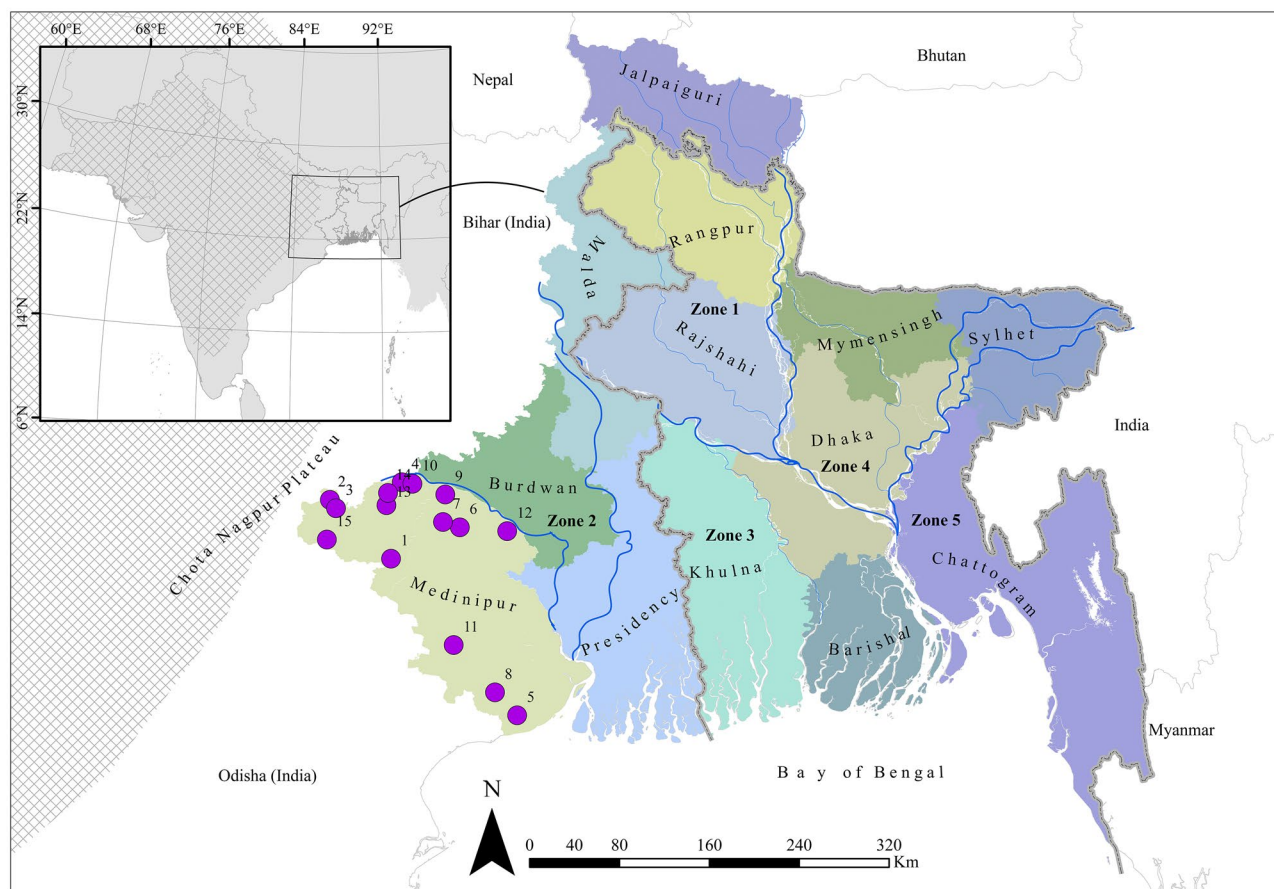 60°E 68°E 76°E 84°E 92°E
30°N
22°N
14°N
6°N
Nepal
Bhutan
Jalpaiguri
Bihar (India)
Rangpur
Malda
Zone 1
Rajshahi
Mymensingh
Sylhet
India
Dhaka
Zone 4
Chota Nagpur Plateau
Burdwan
Zone 2
2
3
15
14
13
4
10
9
7
6
12
1
11
8
5
Medinipur
Presidency
Zone 3
Khulna
Zone 5
Chattogram
Barishal
Myanmar
Odisha (India)
Bay of Bengal
N
0 80 160 240 320
Km